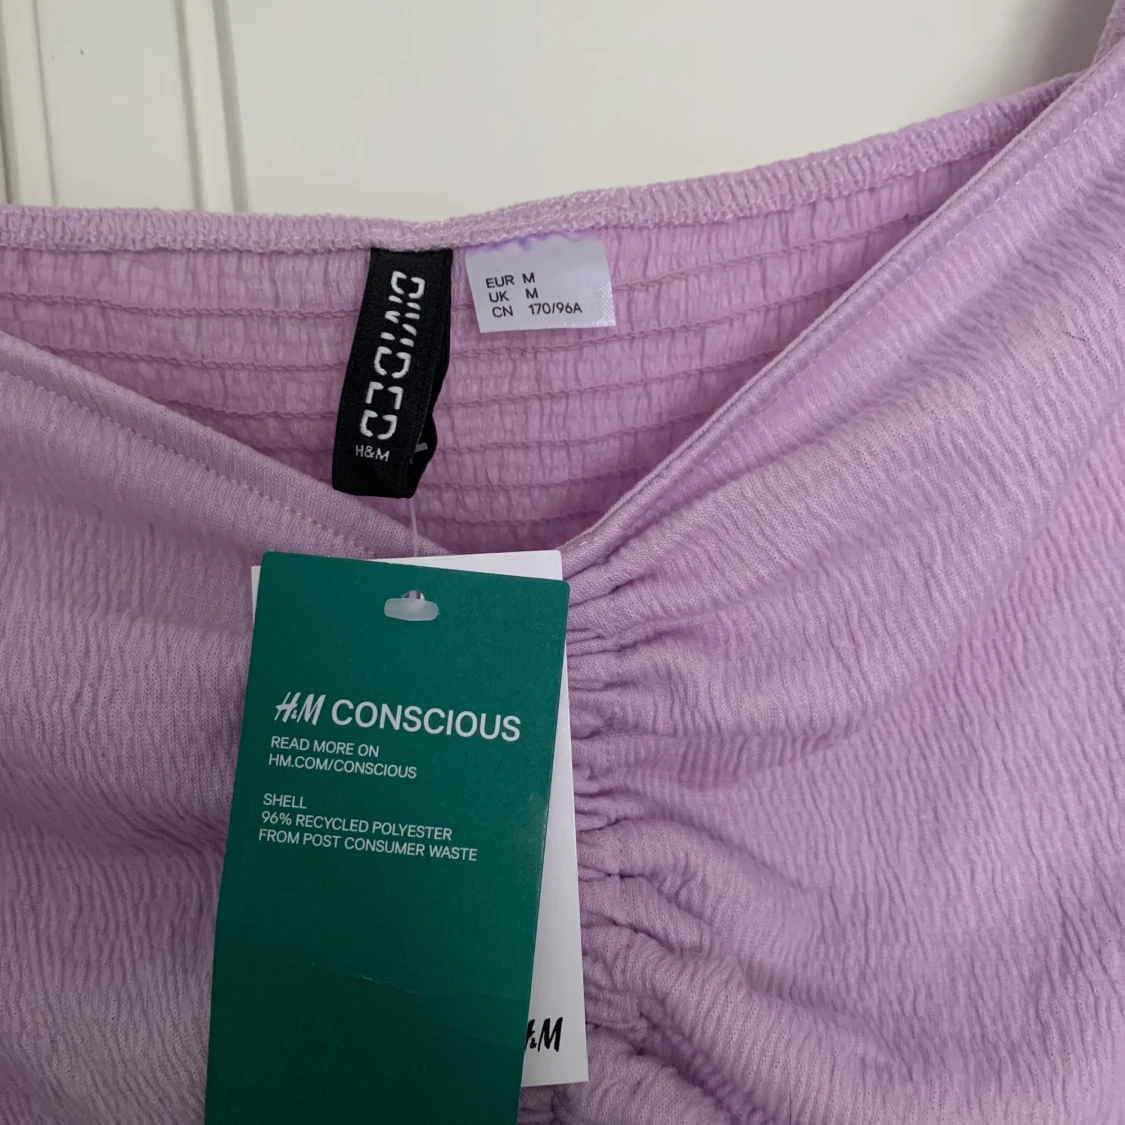 DIVIDED
H&M
EUR M
UK M
CN 170/96A
H&M CONSCIOUS
READ MORE ON
HM.COM/CONSCIOUS
SHELL
96% RECYCLED POLYESTER
FROM POST CONSUMER WASTE
H&M